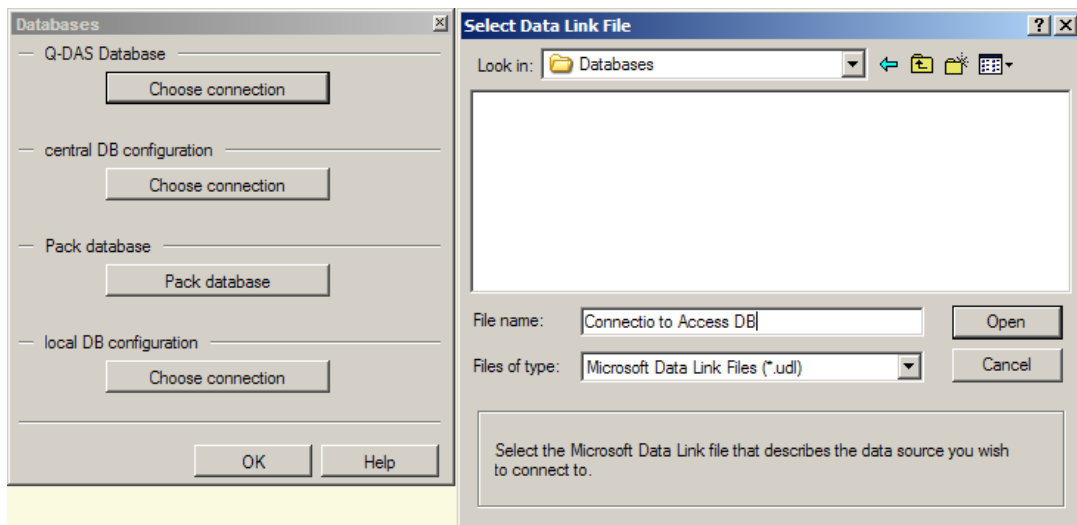 Databases
Q-DAS Database
Choose connection
central DB configuration
Choose connection
Pack database
Pack database
local DB configuration
Choose connection
OK
Help
Select Data Link File
Look in:
Databases
File name:
Connectio to Access DB
Open
Files of type:
Microsoft Data Link Files (*.udl)
Cancel
Select the Microsoft Data Link file that describes the data source you wish
to connect to.